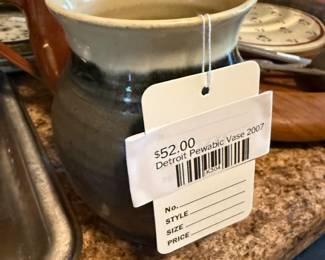 $52.00
Detroit Pewabic Vase 2007
No.
STYLE
SIZE
PRICE